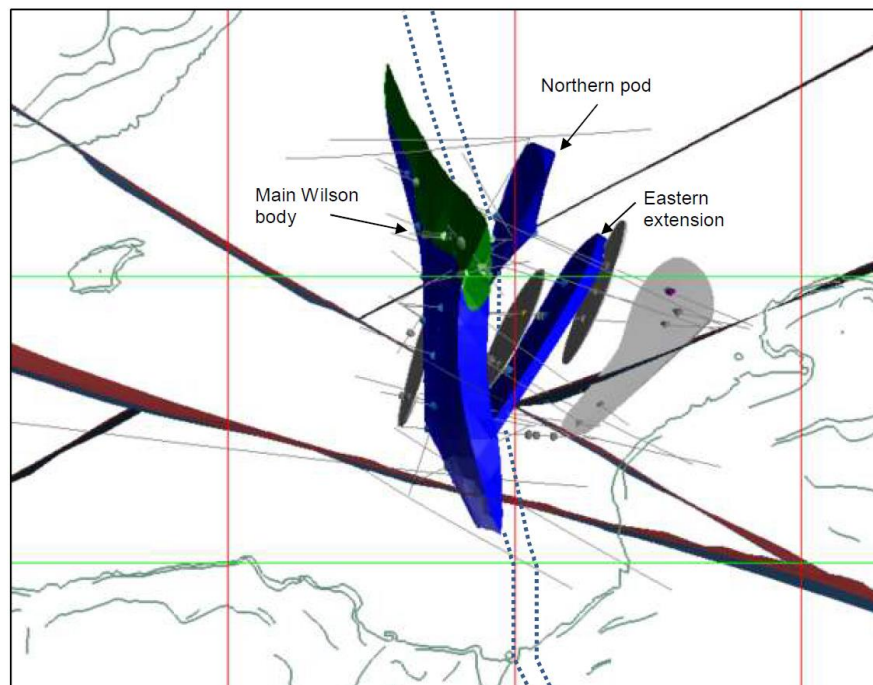 Northern pod
Main Wilson
body
Eastern
extension